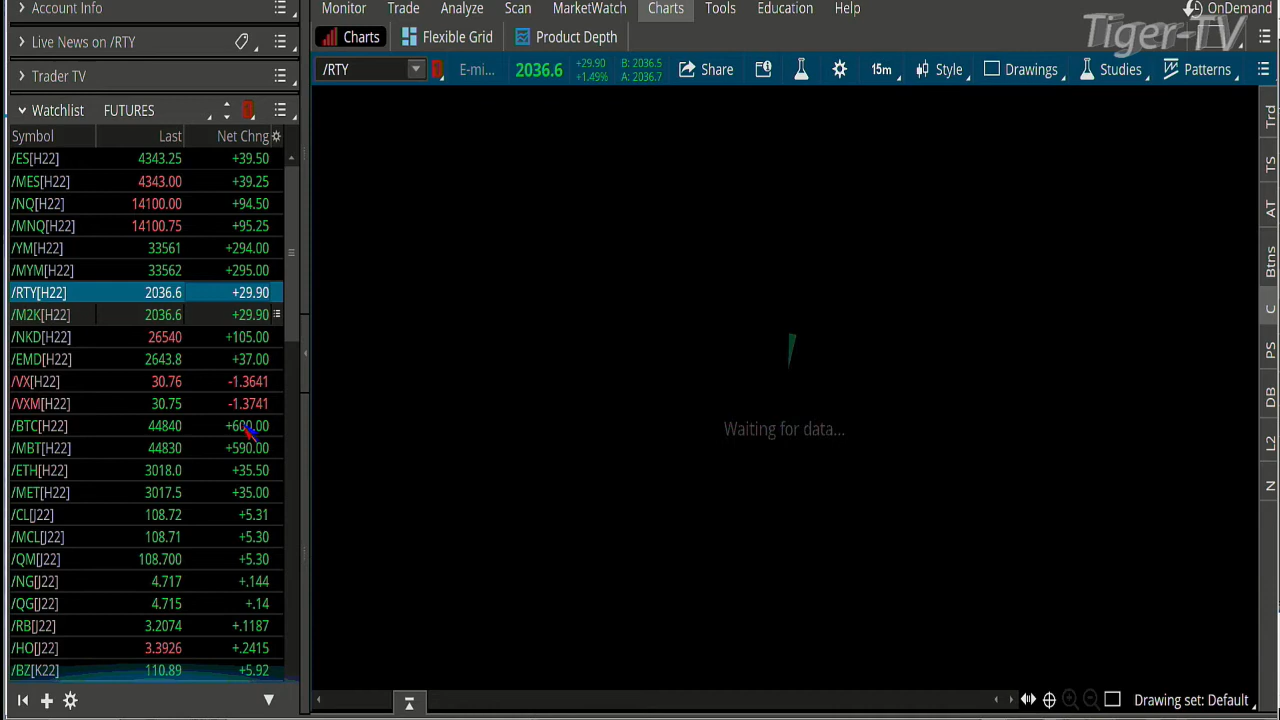 Account Info
Live News on /RTY
Trader TV
Watchlist FUTURES
Symbol Last Net Chng
/ES[H22] 4343.25 +39.50
/MES[H22] 4343.00 +39.25
/NQ[H22] 14100.00 +94.50
/MNQ[H22] 14100.75 +95.25
/YM[H22] 33561 +294.00
/MYM[H22] 33562 +295.00
/RTY[H22] 2036.6 +29.90
/M2K[H22] 2036.6 +29.90
/NKD[H22] 26540 +105.00
/EMD[H22] 2643.8 +37.00
/VX[H22] 30.76 -1.3641
/VXM[H22] 30.75 -1.3741
/BTC[H22] 44840 +600.00
/MBT[H22] 44830 +590.00
/ETH[H22] 3018.0 +35.50
/MET[H22] 3017.5 +35.00
/CL[J22] 108.72 +5.31
/MCL[J22] 108.71 +5.30
/QM[J22] 108.700 +5.30
/NG[J22] 4.717 +.144
/QG[J22] 4.715 +.14
/RB[J22] 3.2074 +.1187
/HO[J22] 3.3926 +.2415
/BZ[K22] 110.89 +5.92
Monitor Trade Analyze Scan MarketWatch Charts Tools Education Help OnDemand
Tiger-TV
Charts Flexible Grid Product Depth
/RTY E-mi... 2036.6 +29.90 B: 2036.5 Share 15m Style Drawings Studies Patterns
+1.49% A: 2036.7
Waiting for data...
Trd
TS
AT
Btns
C
PS
DB
L2
N
Drawing set: Default